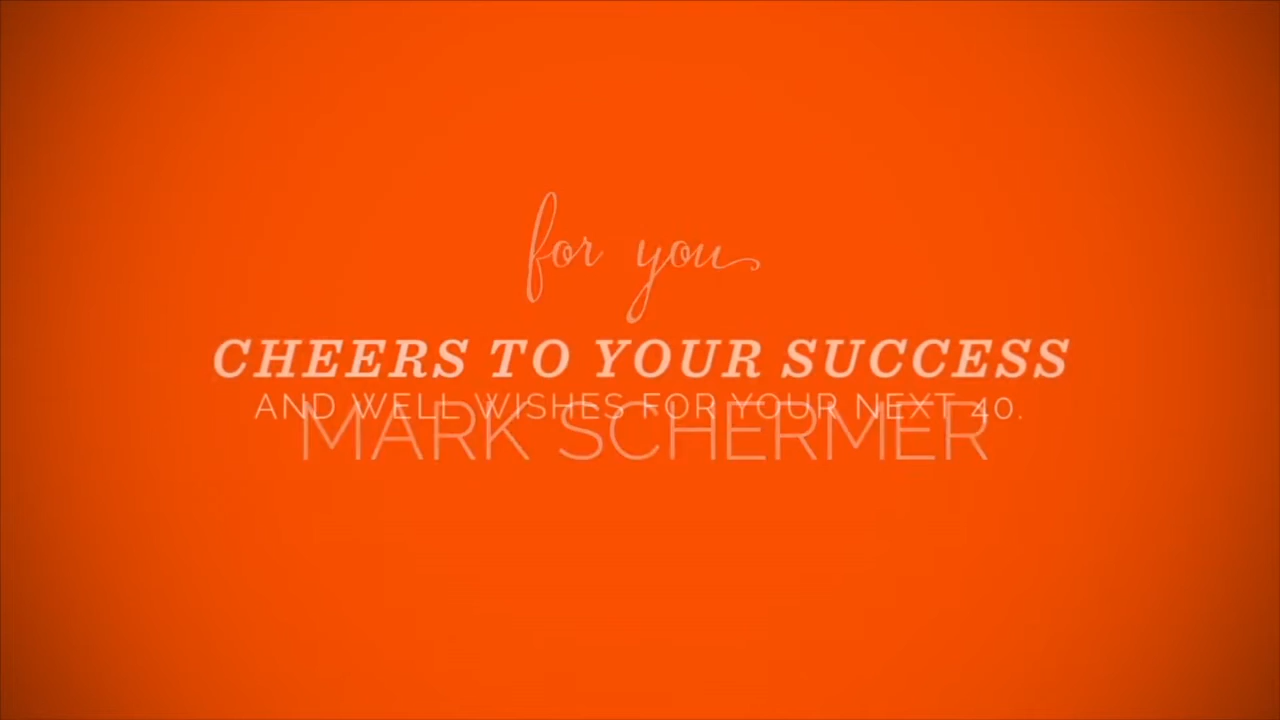 for you
CHEERS TO YOUR SUCCESS
AND WELL WISHES FOR YOUR NEXT 40.
MARK SCHERMER